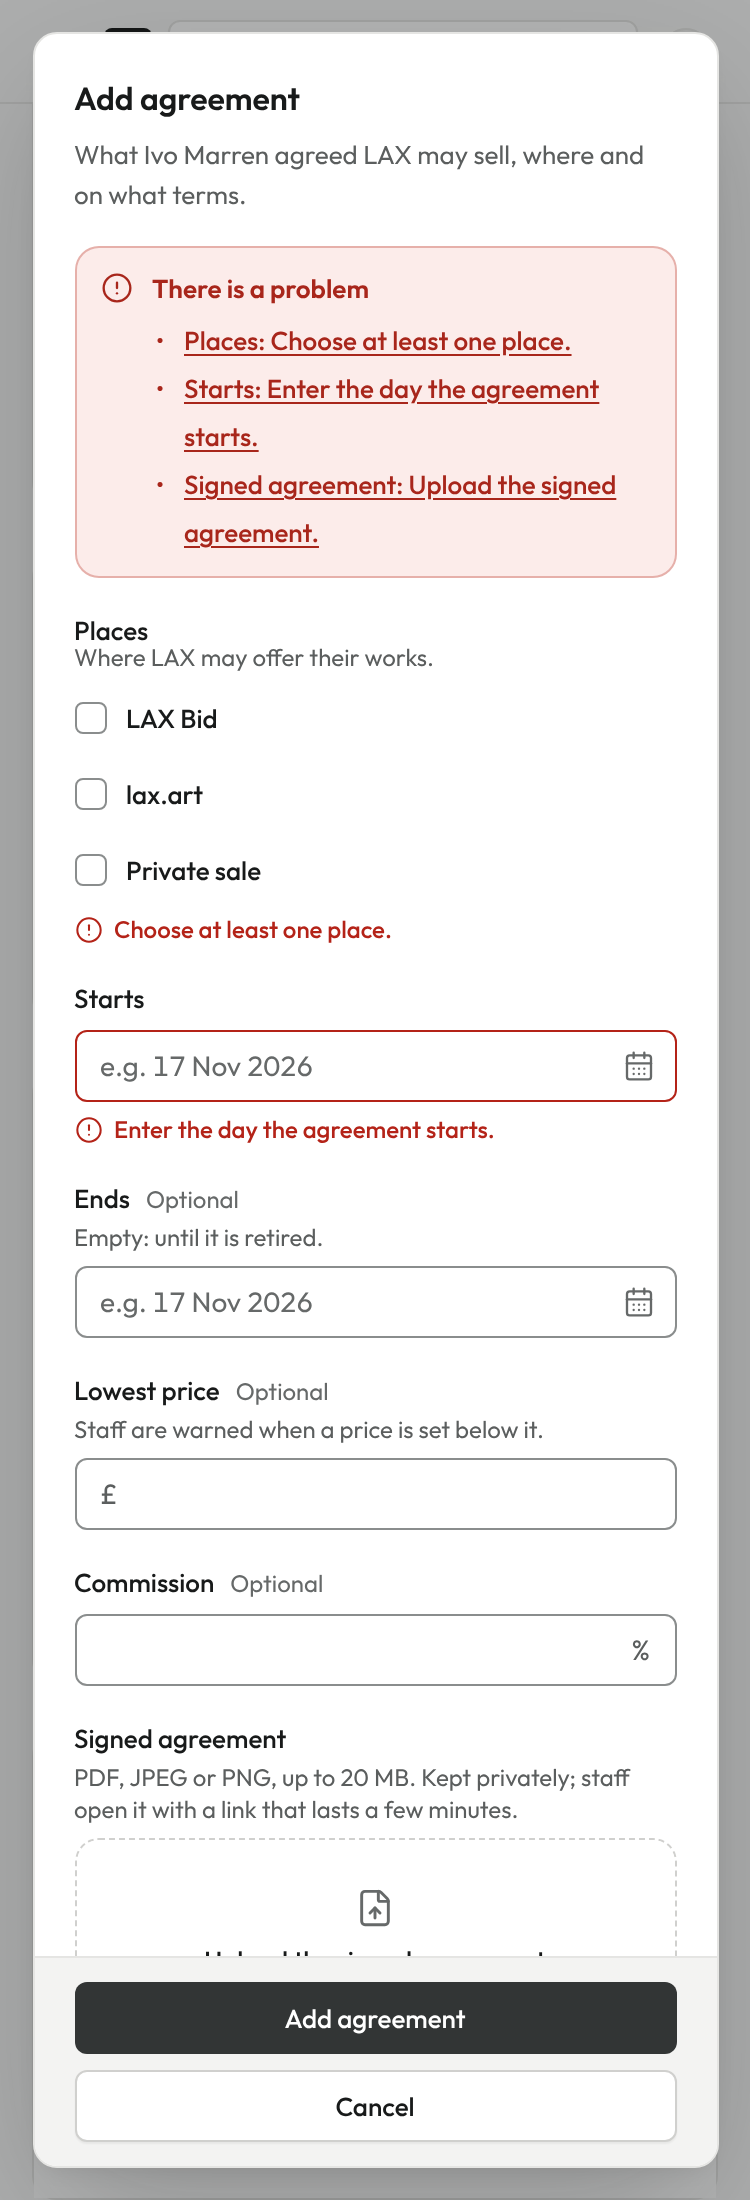 Add agreement
What Ivo Marren agreed LAX may sell, where and
on what terms.
There is a problem
• Places: Choose at least one place.
• Starts: Enter the day the agreement
starts.
• Signed agreement: Upload the signed
agreement.
Places
Where LAX may offer their works.
LAX Bid
lax.art
Private sale
Choose at least one place.
Starts
e.g. 17 Nov 2026
Enter the day the agreement starts.
Ends Optional
Empty: until it is retired.
e.g. 17 Nov 2026
Lowest price Optional
Staff are warned when a price is set below it.
£
Commission Optional
%
Signed agreement
PDF, JPEG or PNG, up to 20 MB. Kept privately; staff
open it with a link that lasts a few minutes.
Add agreement
Cancel